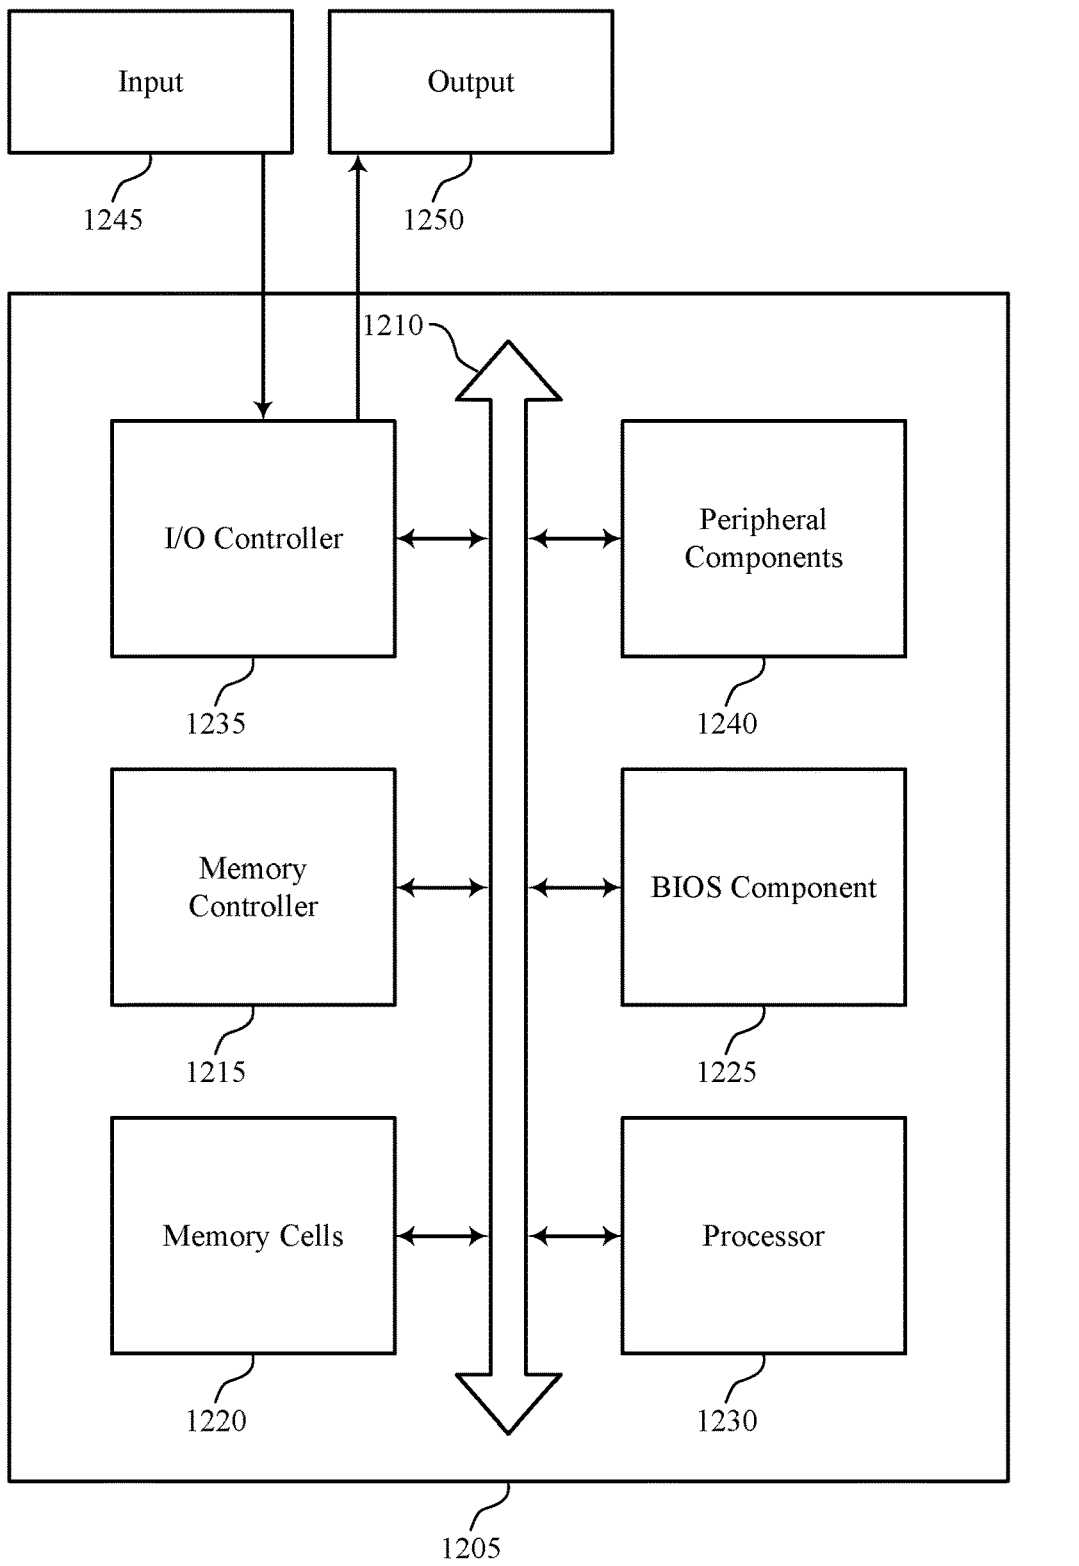 Input
Output
1245
1250
1210
I/O Controller
Peripheral
Components
1235
1240
Memory
Controller
BIOS Component
1215
1225
Memory Cells
Processor
1220
1230
1205